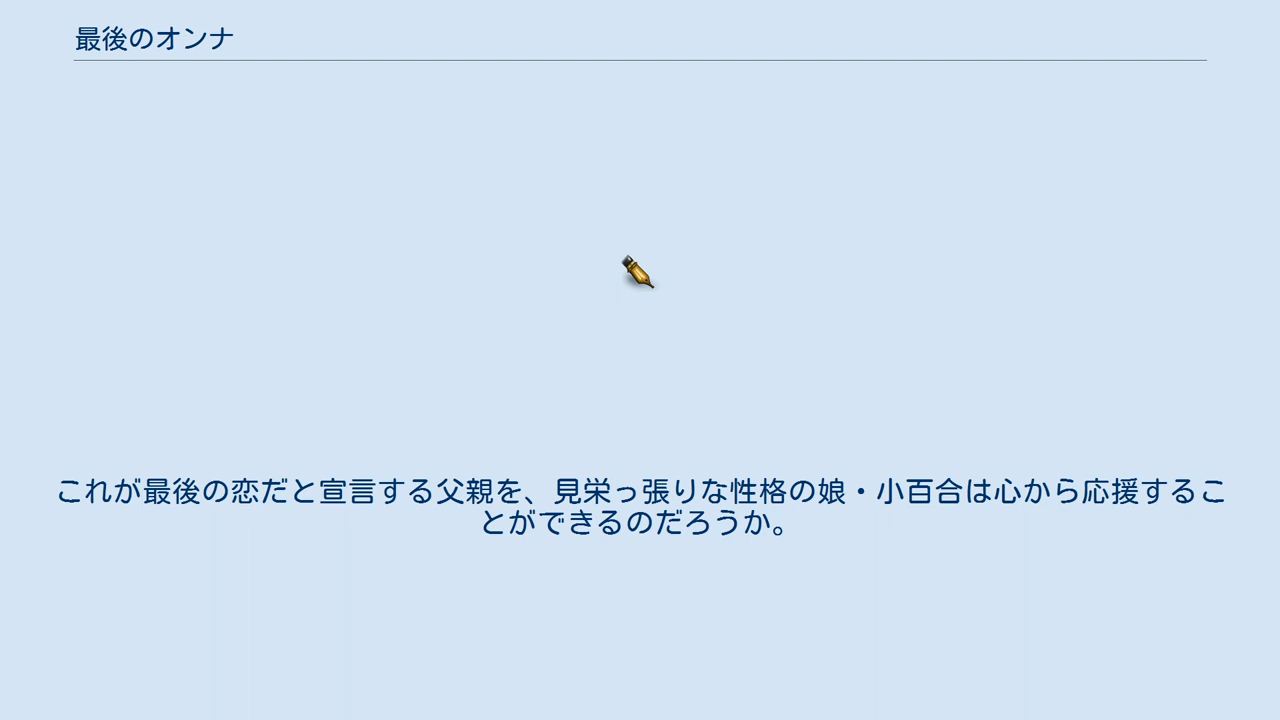 最後のオンナ
これが最後の恋だと宣言する父親を、見栄っ張りな性格の娘・小百合は心から応援するこ
とができるのだろうか。